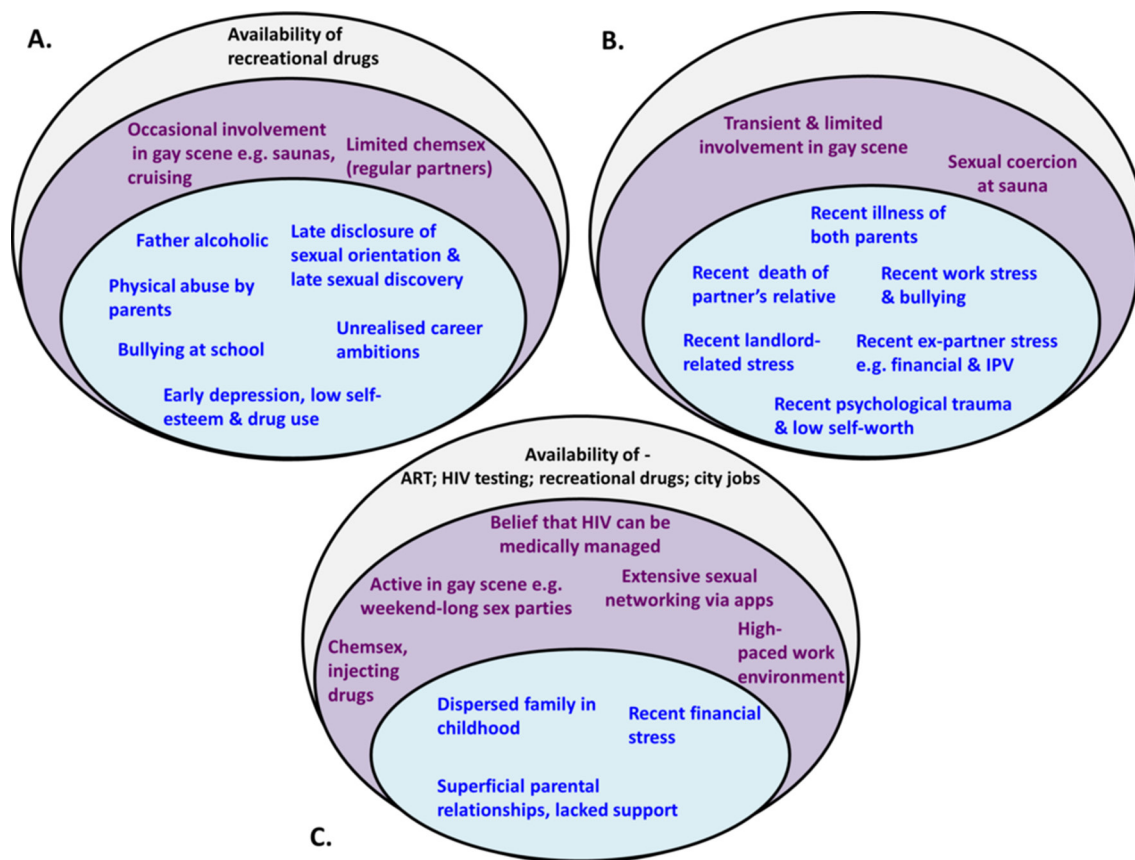 A.
Availability of
recreational drugs
Occasional involvement
in gay scene e.g. saunas,
cruising
Limited chemsex
(regular partners)
Father alcoholic
Late disclosure of
sexual orientation &
late sexual discovery
Physical abuse by
parents
Unrealised career
ambitions
Bullying at school
Early depression, low self-
esteem & drug use
B.
Transient & limited
involvement in gay scene
Sexual coercion
at sauna
Recent illness of
both parents
Recent death of
partner's relative
Recent work stress
& bullying
Recent landlord-
related stress
Recent ex-partner stress
e.g. financial & IPV
Recent psychological trauma
& low self-worth
Availability of -
ART; HIV testing; recreational drugs; city jobs
Belief that HIV can be
medically managed
Active in gay scene e.g.
weekend-long sex parties
Extensive sexual
networking via apps
Chemsex,
injecting
drugs
High-
paced work
environment
Dispersed family in
childhood
Recent financial
stress
Superficial parental
relationships, lacked support
C.